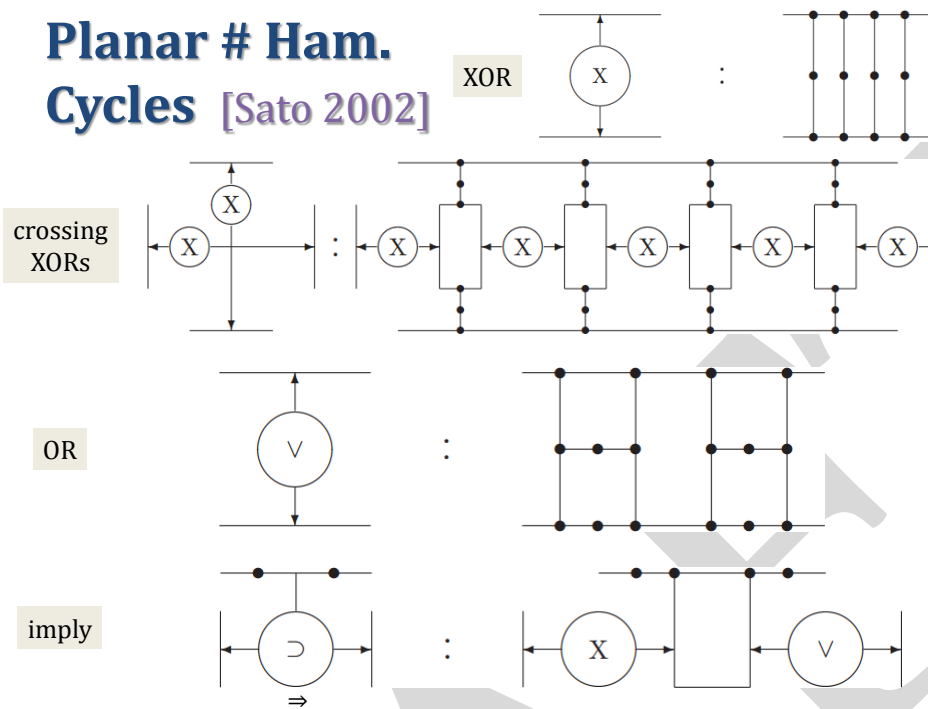 Planar # Ham.
Cycles [Sato 2002]
XOR
X
:
crossing
XORs
X
X
:
X
X
X
X
X
OR
∨
:
imply
⊃
⇒
:
X
∨